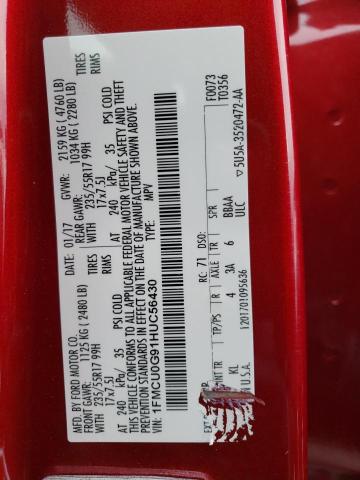 MFD. BY FORD MOTOR CO.
01/17
GVWR: 2159 KG ( 4760 LB)
FRONT GAWR: 1125 KG (2480 LB)
REAR GAWR: 1034 KG (2280 LB)
WITH 235/55R17 99H TIRES
WITH 235/55R17 99H TIRES
17x7.5J RIMS
17x7.5J RIMS
AT 240 kPa/ 35 PSI COLD
AT 240 kPa/ 35 PSI COLD
THIS VEHICLE CONFORMS TO ALL APPLICABLE FEDERAL MOTOR VEHICLE SAFETY AND THEFT
PREVENTION STANDARDS IN EFFECT ON THE DATE OF MANUFACTURE SHOWN ABOVE.
VIN: 1FMCU0G91HUC56430
TYPE: MPV
F0073
T0356
RC: 71 DSO:
TP/PS R AXLE TR SPR
4 3A 6 BBAA
KL
ULC
U.S.A.
1201701095636
▽5U5A-3520472-AA